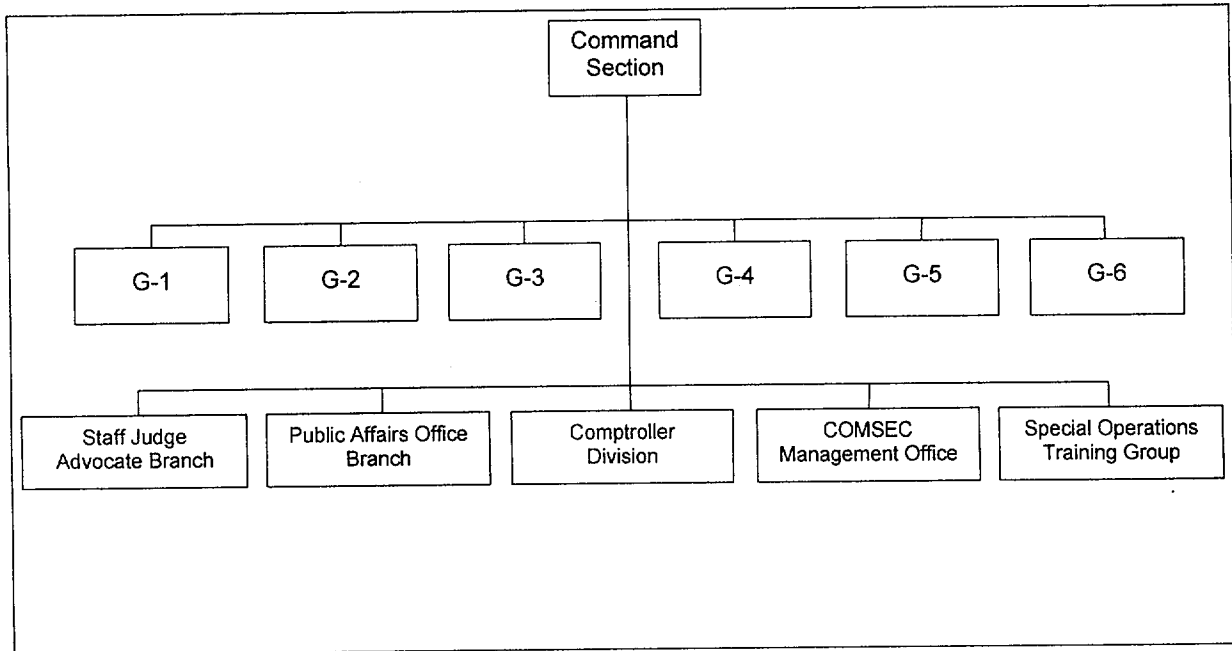 Command
Section
G-1
G-2
G-3
G-4
G-5
G-6
Staff Judge
Advocate Branch
Public Affairs Office
Branch
Comptroller
Division
COMSEC
Management Office
Special Operations
Training Group